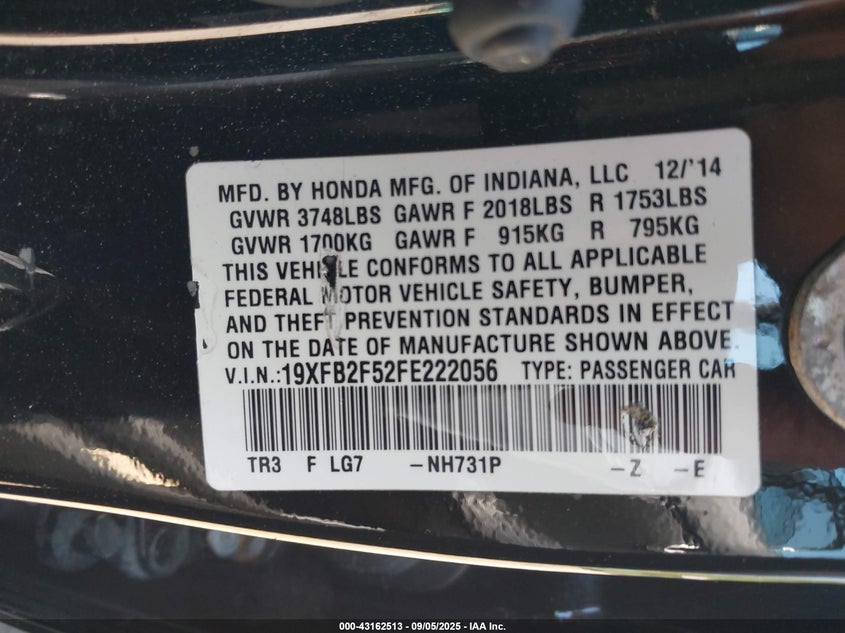 MFD. BY HONDA MFG. OF INDIANA, LLC 12/'14
GVWR 3748LBS GAWR F 2018LBS R 1753LBS
GVWR 1700KG GAWR F 915KG R 795KG
THIS VEHICLE CONFORMS TO ALL APPLICABLE
FEDERAL MOTOR VEHICLE SAFETY, BUMPER,
AND THEFT PREVENTION STANDARDS IN EFFECT
ON THE DATE OF MANUFACTURE SHOWN ABOVE.
V.I.N.:19XFB2F52FE222056 TYPE: PASSENGER CAR
TR3 F LG7 -NH731P -Z -E
000-43162513 - 09/05/2025 - IAA Inc.